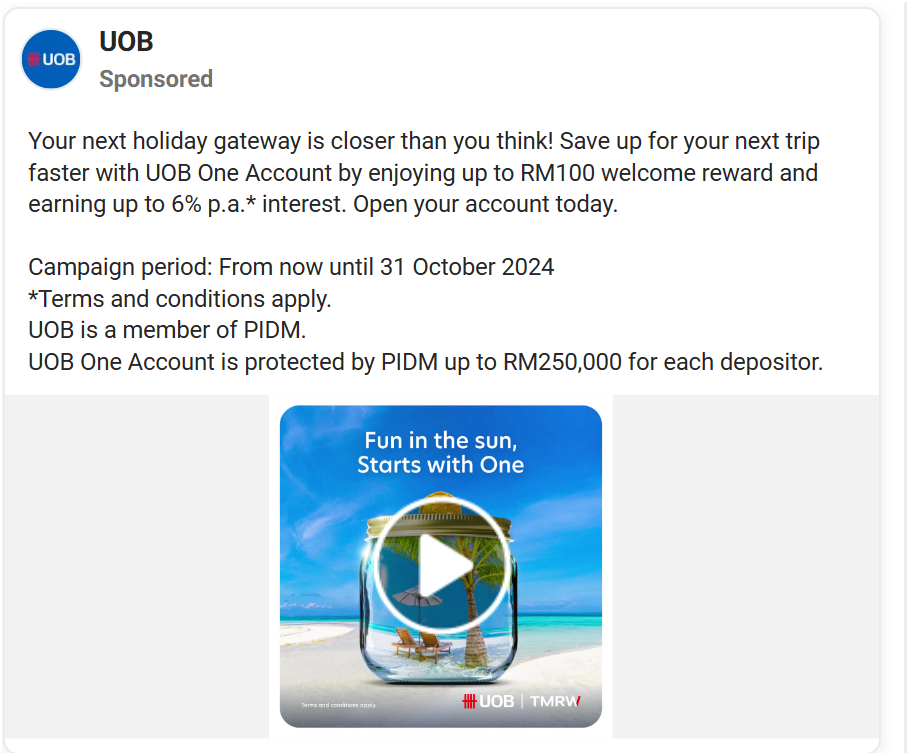 UOB
UOB
Sponsored
Your next holiday gateway is closer than you think! Save up for your next trip
faster with UOB One Account by enjoying up to RM100 welcome reward and
earning up to 6% p.a.* interest. Open your account today.
Campaign period: From now until 31 October 2024
*Terms and conditions apply.
UOB is a member of PIDM.
UOB One Account is protected by PIDM up to RM250,000 for each depositor.
Fun in the sun,
Starts with One
Terms and conditions apply.
UOB | TMRW